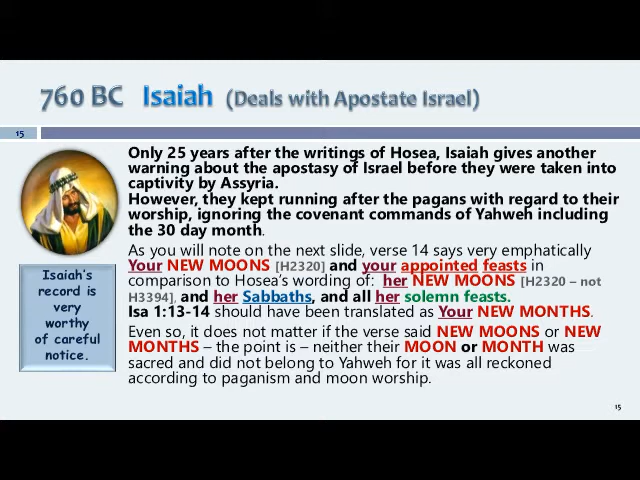 760 BC Isaiah (Deals with Apostate Israel)
15
Only 25 years after the writings of Hosea, Isaiah gives another
warning about the apostasy of Israel before they were taken into
captivity by Assyria.
However, they kept running after the pagans with regard to their
worship, ignoring the covenant commands of Yahweh including
the 30 day month.
As you will note on the next slide, verse 14 says very emphatically
Your NEW MOONS [H2320] and your appointed feasts in
comparison to Hosea's wording of: her NEW MOONS [H2320 – not
H3394], and her Sabbaths, and all her solemn feasts.
Isa 1:13-14 should have been translated as Your NEW MONTHS.
Even so, it does not matter if the verse said NEW MOONS or NEW
MONTHS – the point is – neither their MOON or MONTH was
sacred and did not belong to Yahweh for it was all reckoned
according to paganism and moon worship.
Isaiah's
record is
very
worthy
of careful
notice.
15